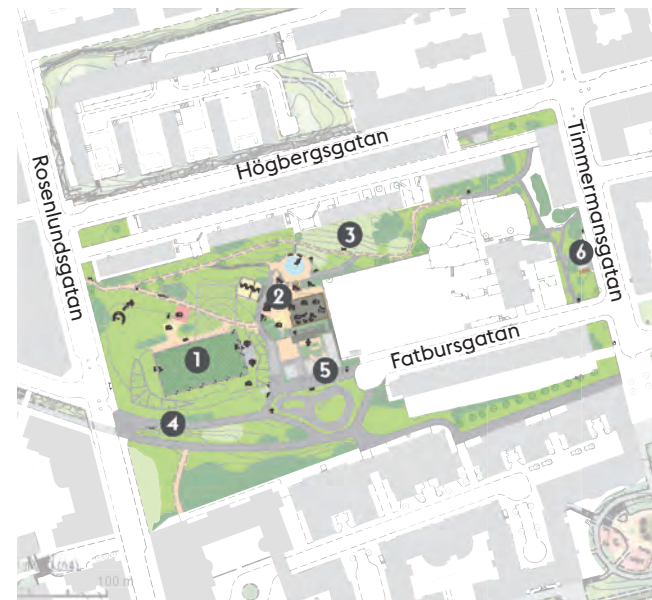 Högbergsgatan
Timmermansgatan
Rosenlundsgatan
3
6
2
1
Fatbursgatan
5
4
100 m